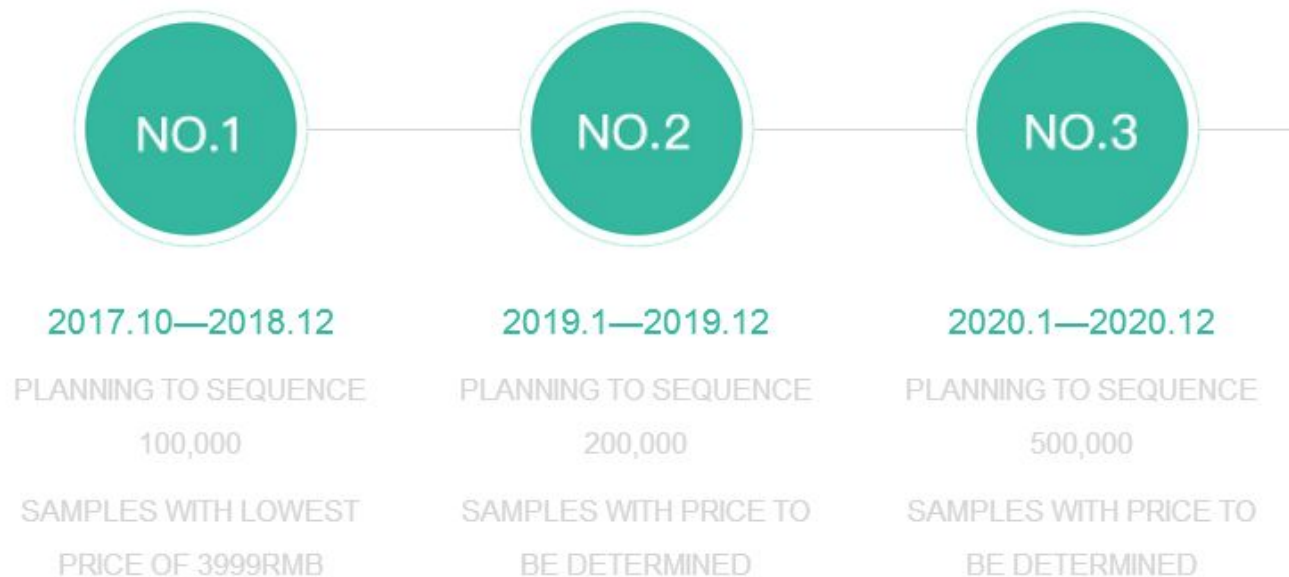 NO.1
2017.10—2018.12
PLANNING TO SEQUENCE
100,000
SAMPLES WITH LOWEST
PRICE OF 3999RMB
NO.2
2019.1—2019.12
PLANNING TO SEQUENCE
200,000
SAMPLES WITH PRICE TO
BE DETERMINED
NO.3
2020.1—2020.12
PLANNING TO SEQUENCE
500,000
SAMPLES WITH PRICE TO
BE DETERMINED